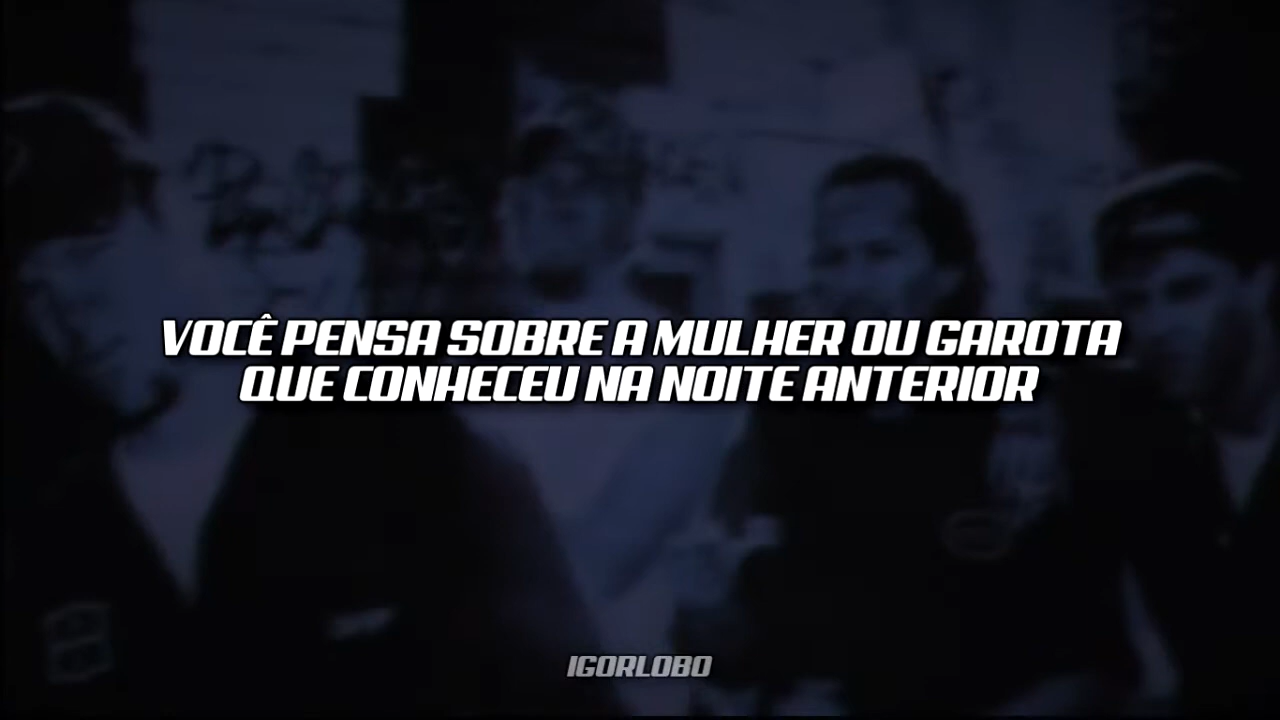 VOCÊ PENSA SOBRE A MULHER OU GAROTA
QUE CONHECEU NA NOITE ANTERIOR
IGORLOBO